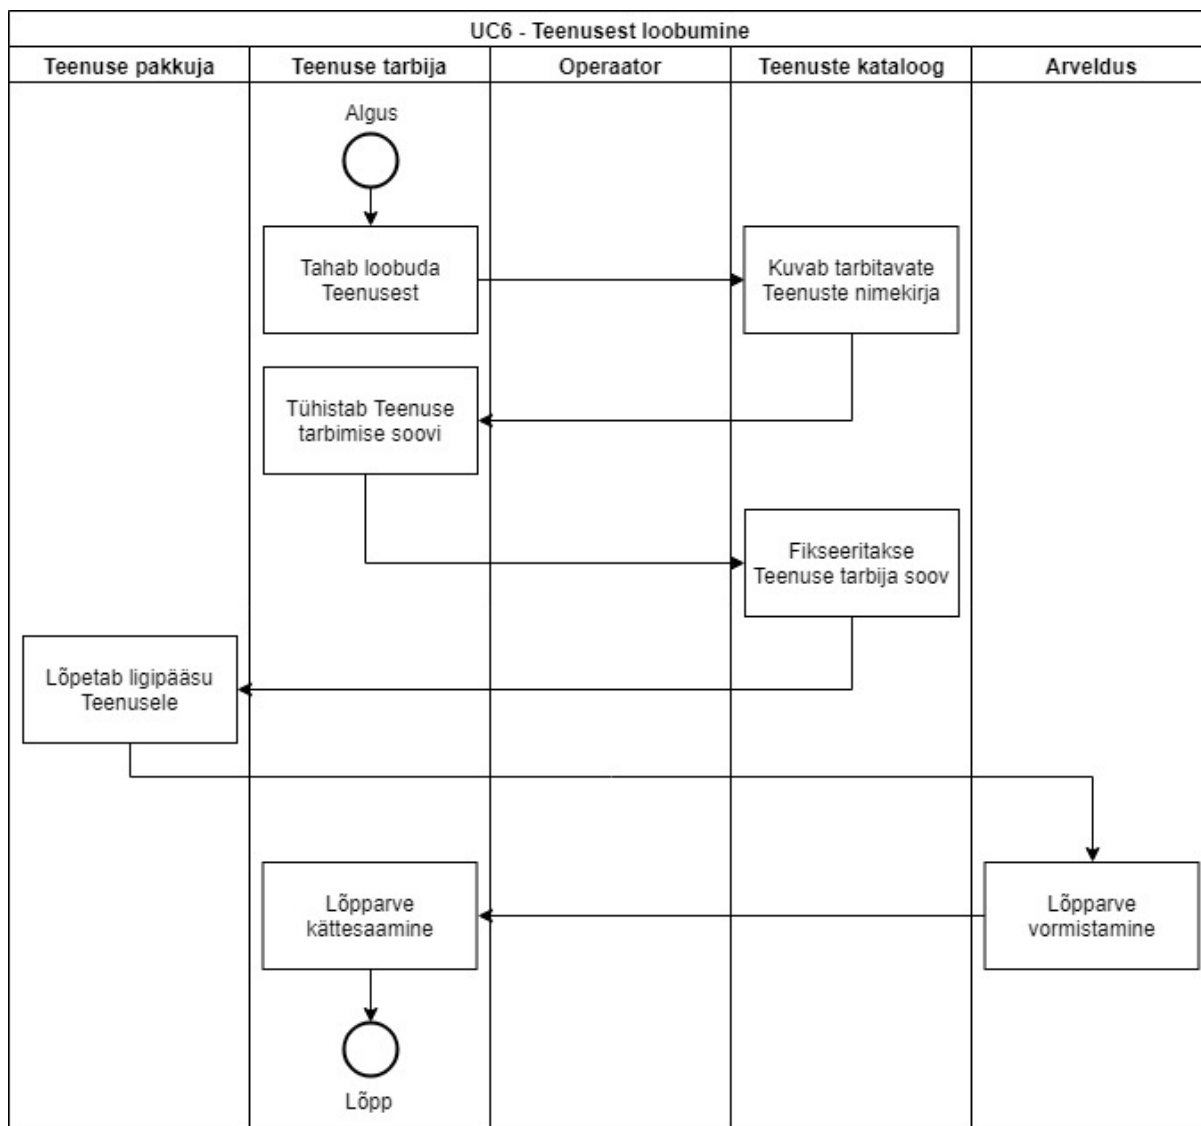 UC6 - Teenusest loobumine
Teenuse pakkuja
Teenuse tarbija
Operaator
Teenuste kataloog
Arveldus
Algus
Tahab loobuda
Teenusest
Kuvab tarbitavate
Teenuste nimekirja
Tühistab Teenuse
tarbimise soovi
Fikseeritakse
Teenuse tarbija soov
Lõpetab ligipääsu
Teenusele
Lõpparve
kättesaamine
Lõpparve
vormistamine
Lõpp